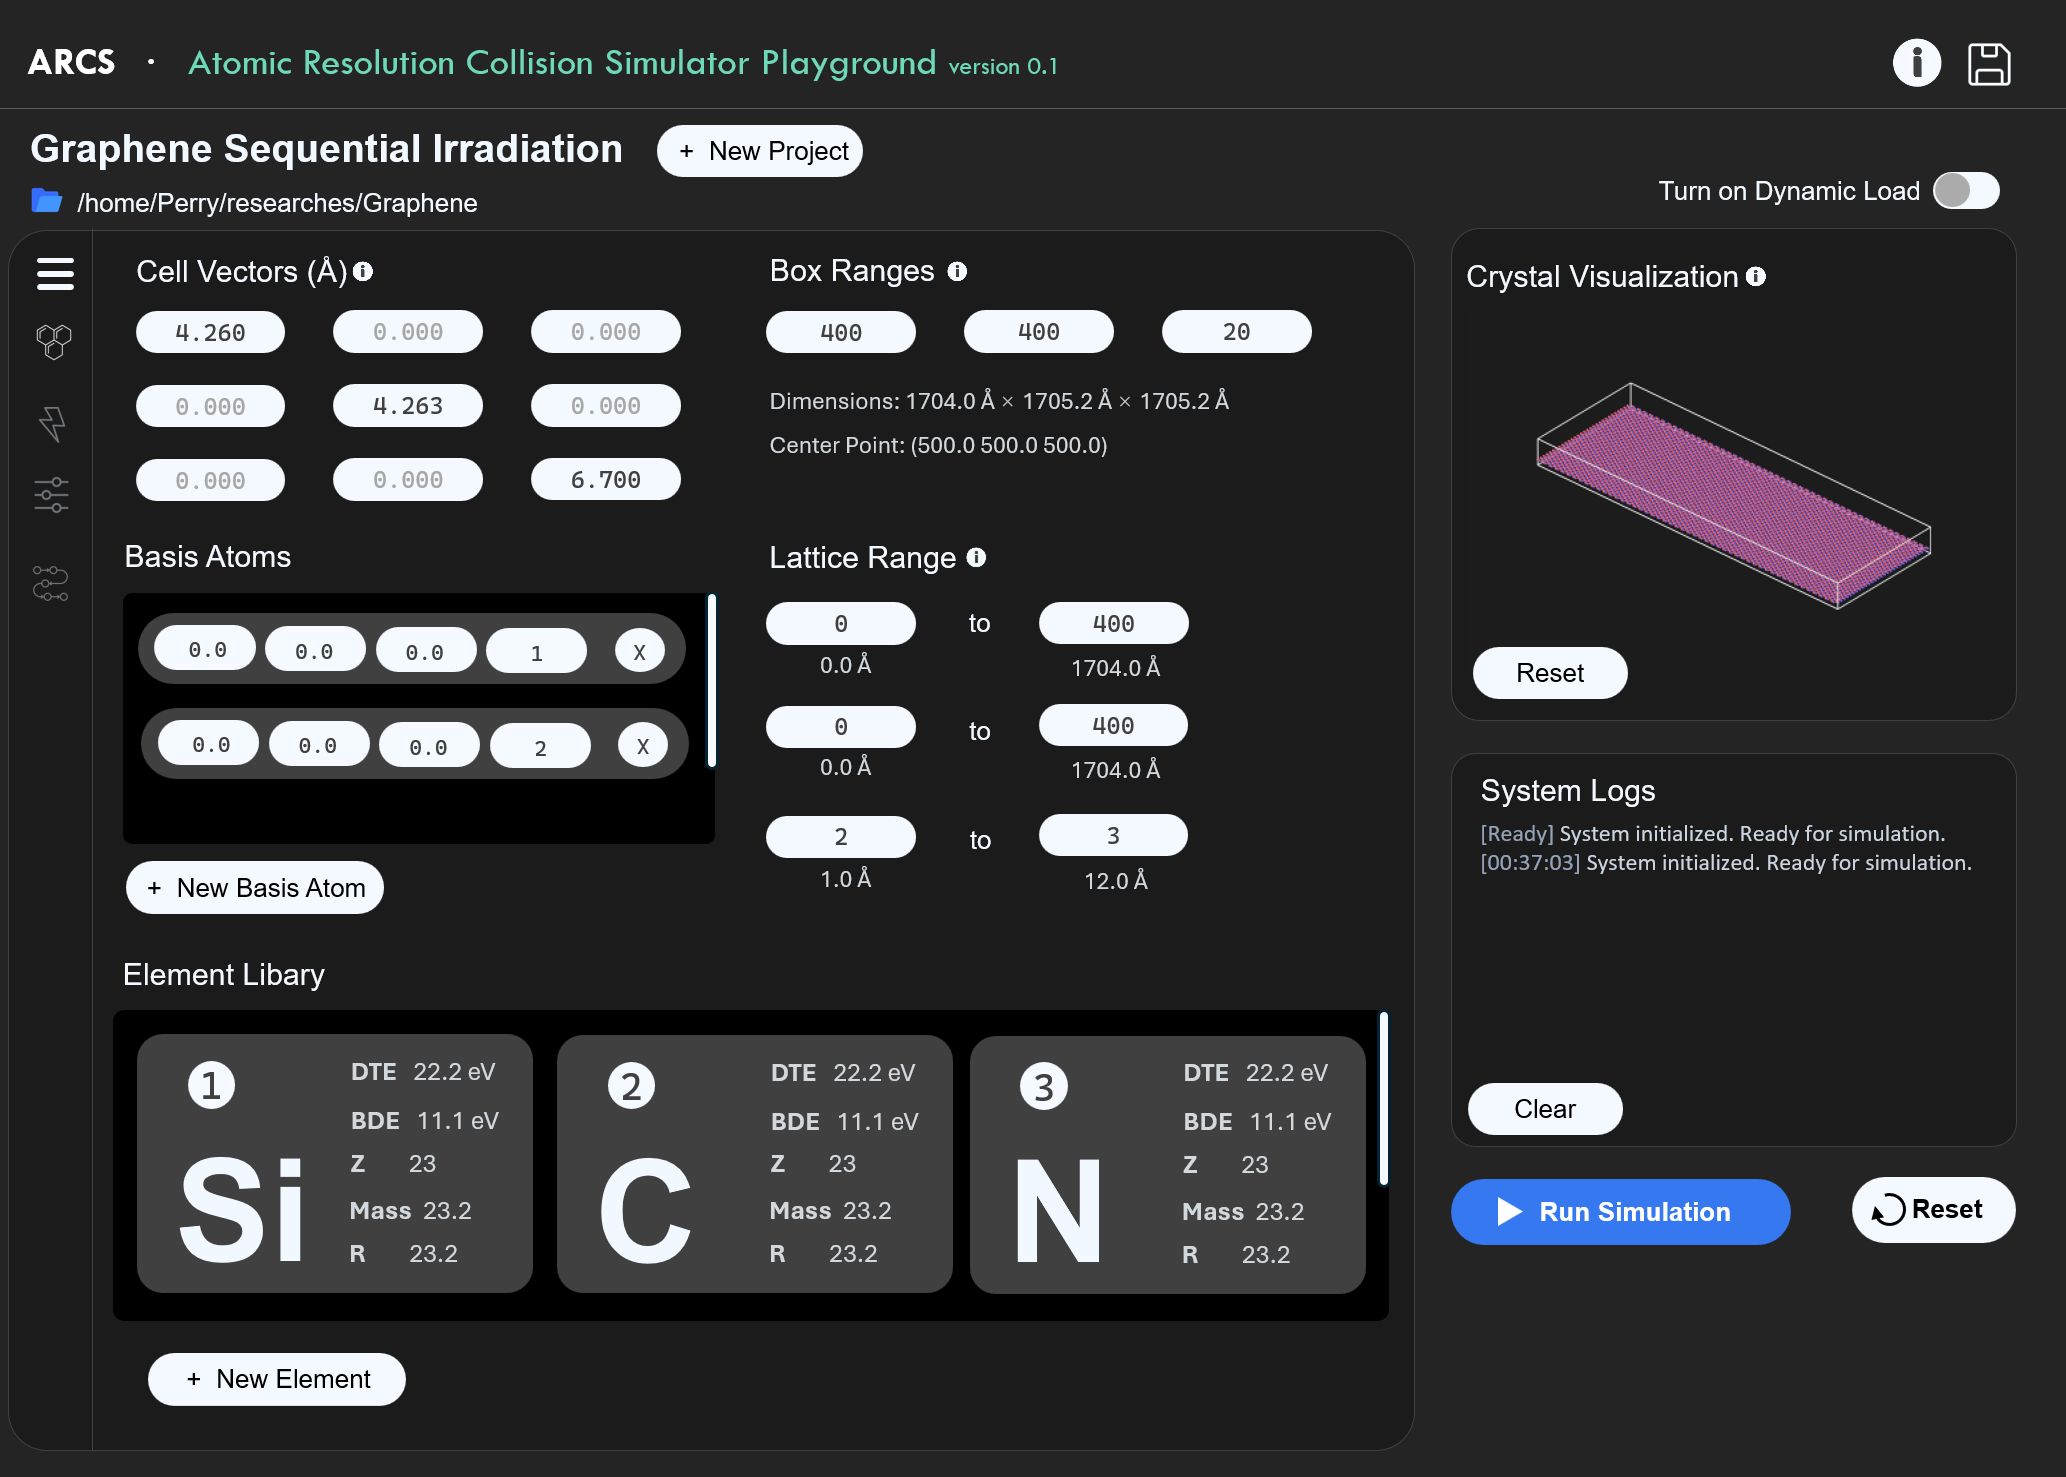 ARCS · Atomic Resolution Collision Simulator Playground version 0.1
Graphene Sequential Irradiation
+ New Project
/home/Perry/researches/Graphene
Turn on Dynamic Load
Cell Vectors (Å)
4.260 0.000 0.000
0.000 4.263 0.000
0.000 0.000 6.700
Box Ranges
400 400 20
Dimensions: 1704.0 Å × 1705.2 Å × 1705.2 Å
Center Point: (500.0 500.0 500.0)
Basis Atoms
0.0 0.0 0.0 1 X
0.0 0.0 0.0 2 X
+ New Basis Atom
Lattice Range
0 to 400
0.0 Å 1704.0 Å
0 to 400
0.0 Å 1704.0 Å
2 to 3
1.0 Å 12.0 Å
Element Libary
1
Si
DTE 22.2 eV
BDE 11.1 eV
Z 23
Mass 23.2
R 23.2
2
C
DTE 22.2 eV
BDE 11.1 eV
Z 23
Mass 23.2
R 23.2
3
N
DTE 22.2 eV
BDE 11.1 eV
Z 23
Mass 23.2
R 23.2
+ New Element
Crystal Visualization
Reset
System Logs
[Ready] System initialized. Ready for simulation.
[00:37:03] System initialized. Ready for simulation.
Clear
Run Simulation
Reset